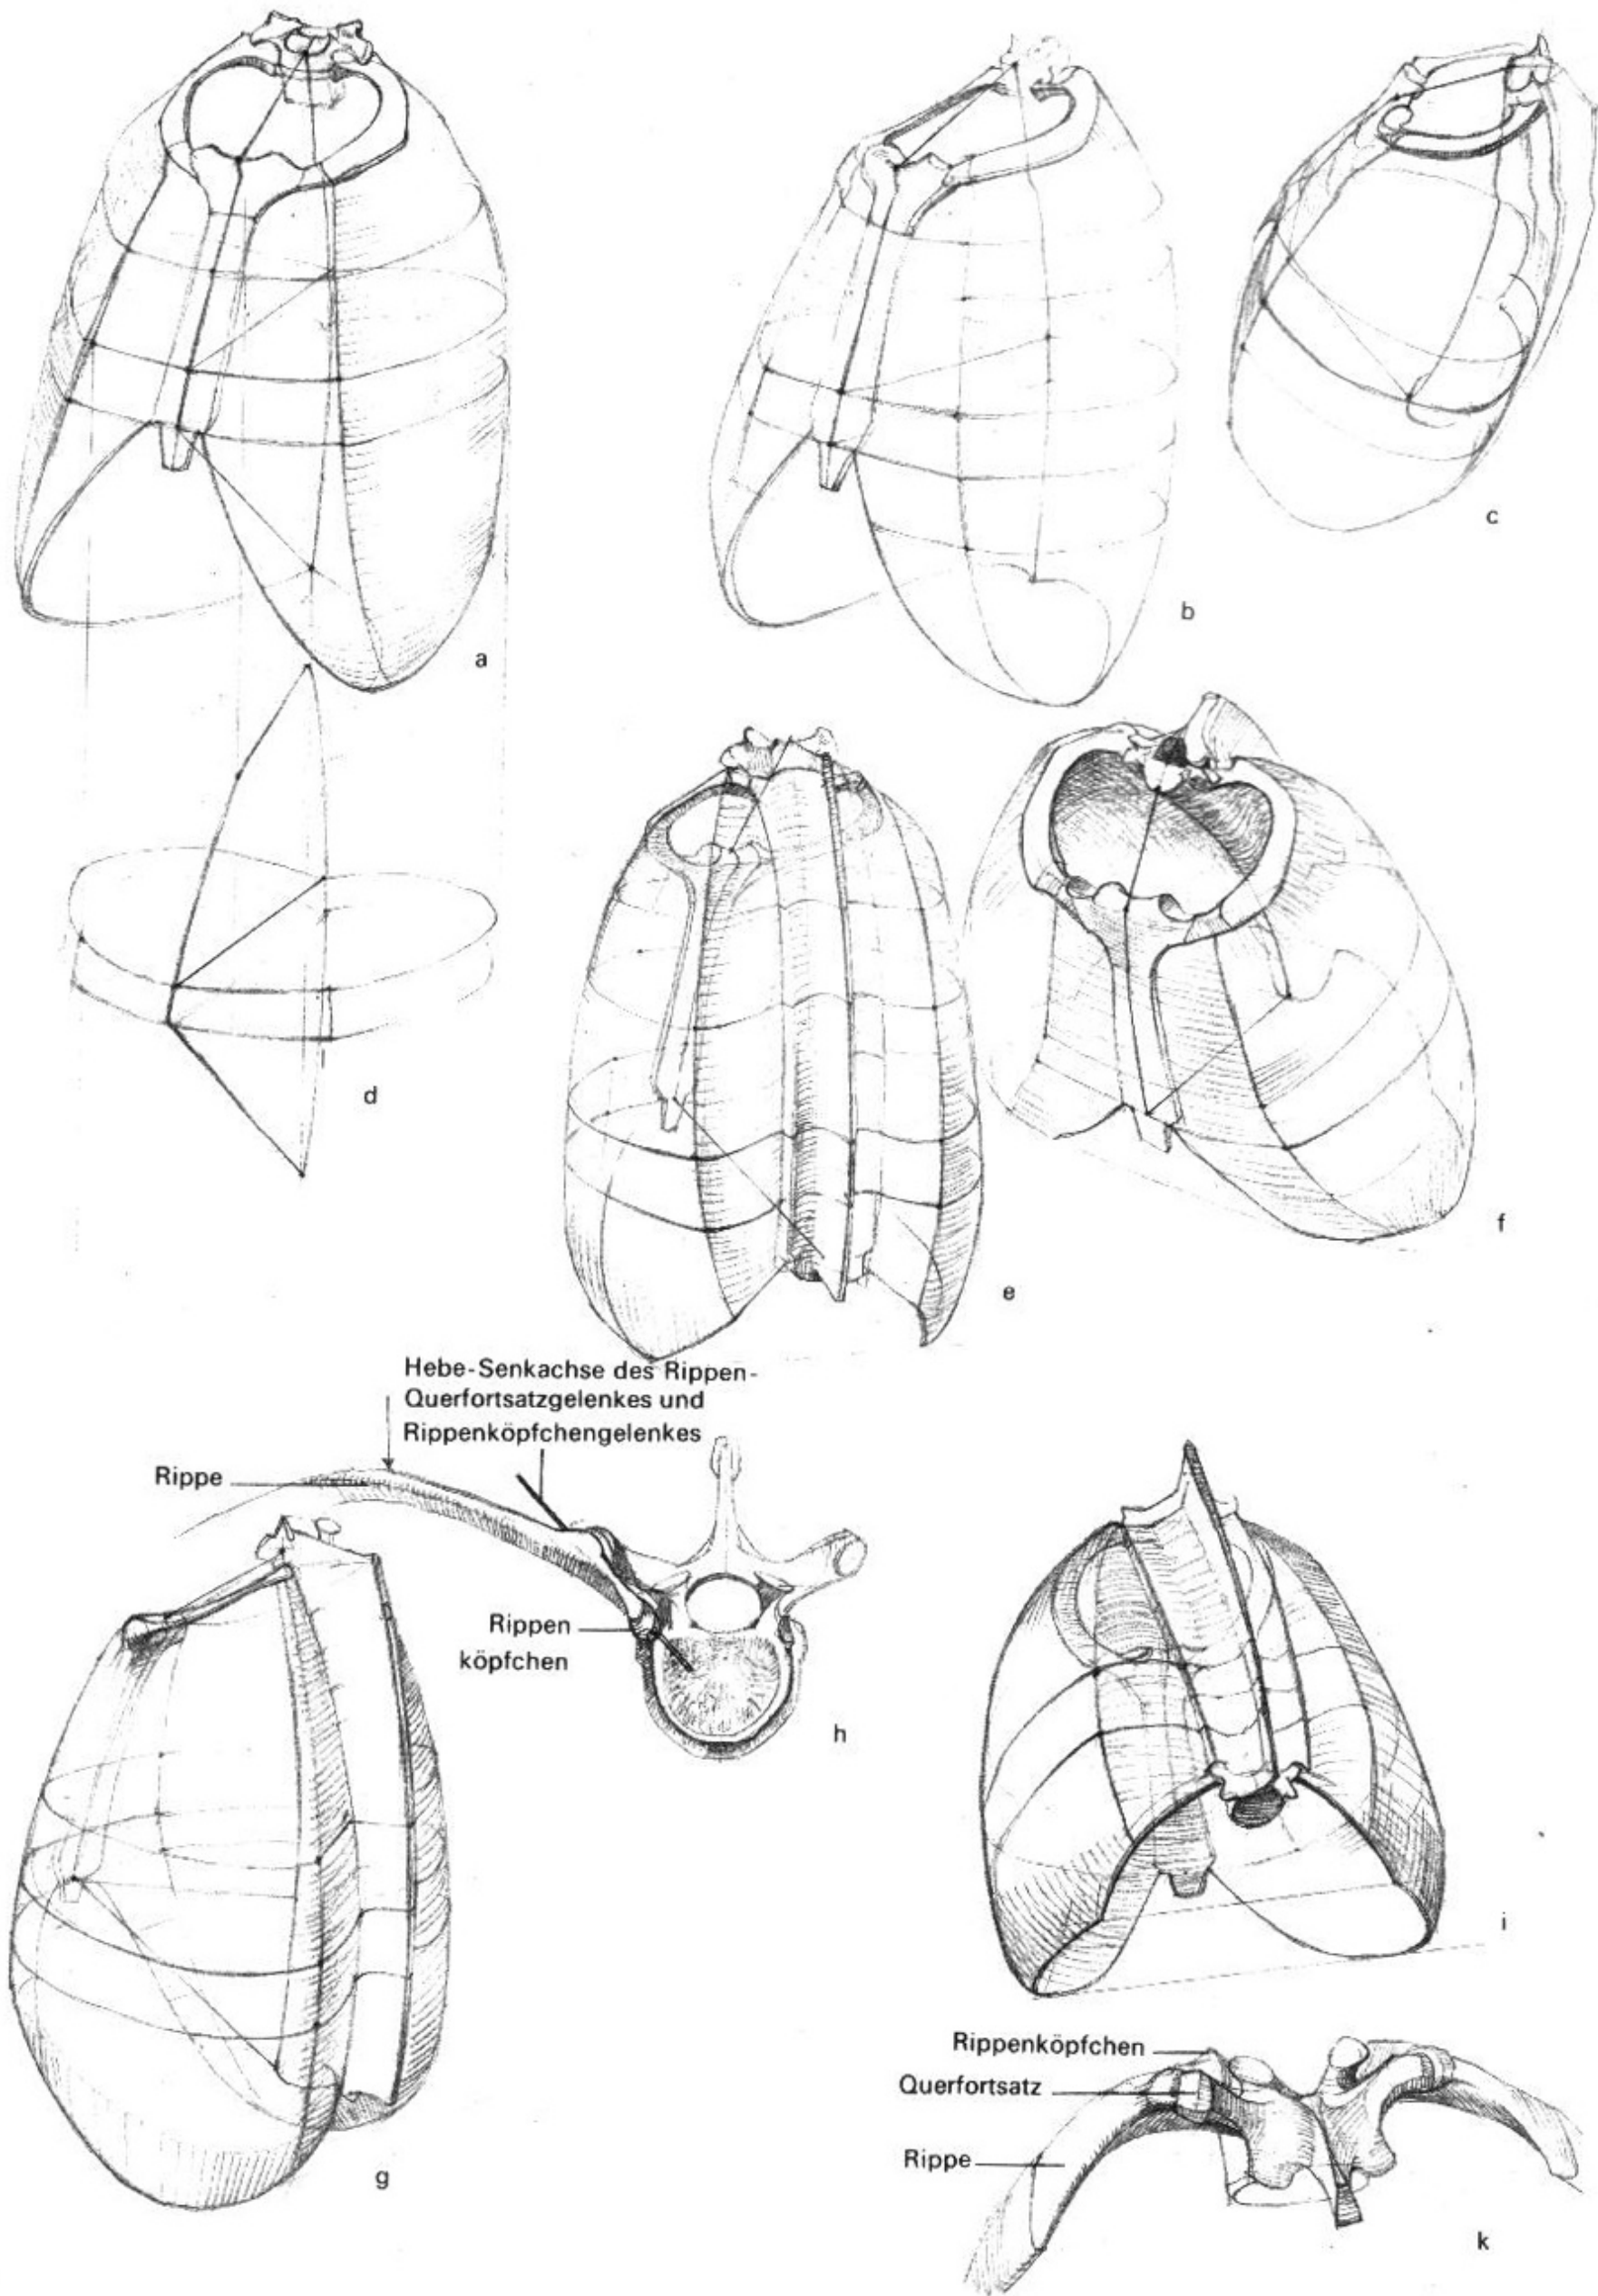 a
b
c
d
e
f
Hebe-Senkachse des Rippen-
Querfortsatzgelenkes und
Rippenköpfchengelenkes
Rippe
Rippen
köpfchen
h
g
i
Rippenköpfchen
Querfortsatz
Rippe
k